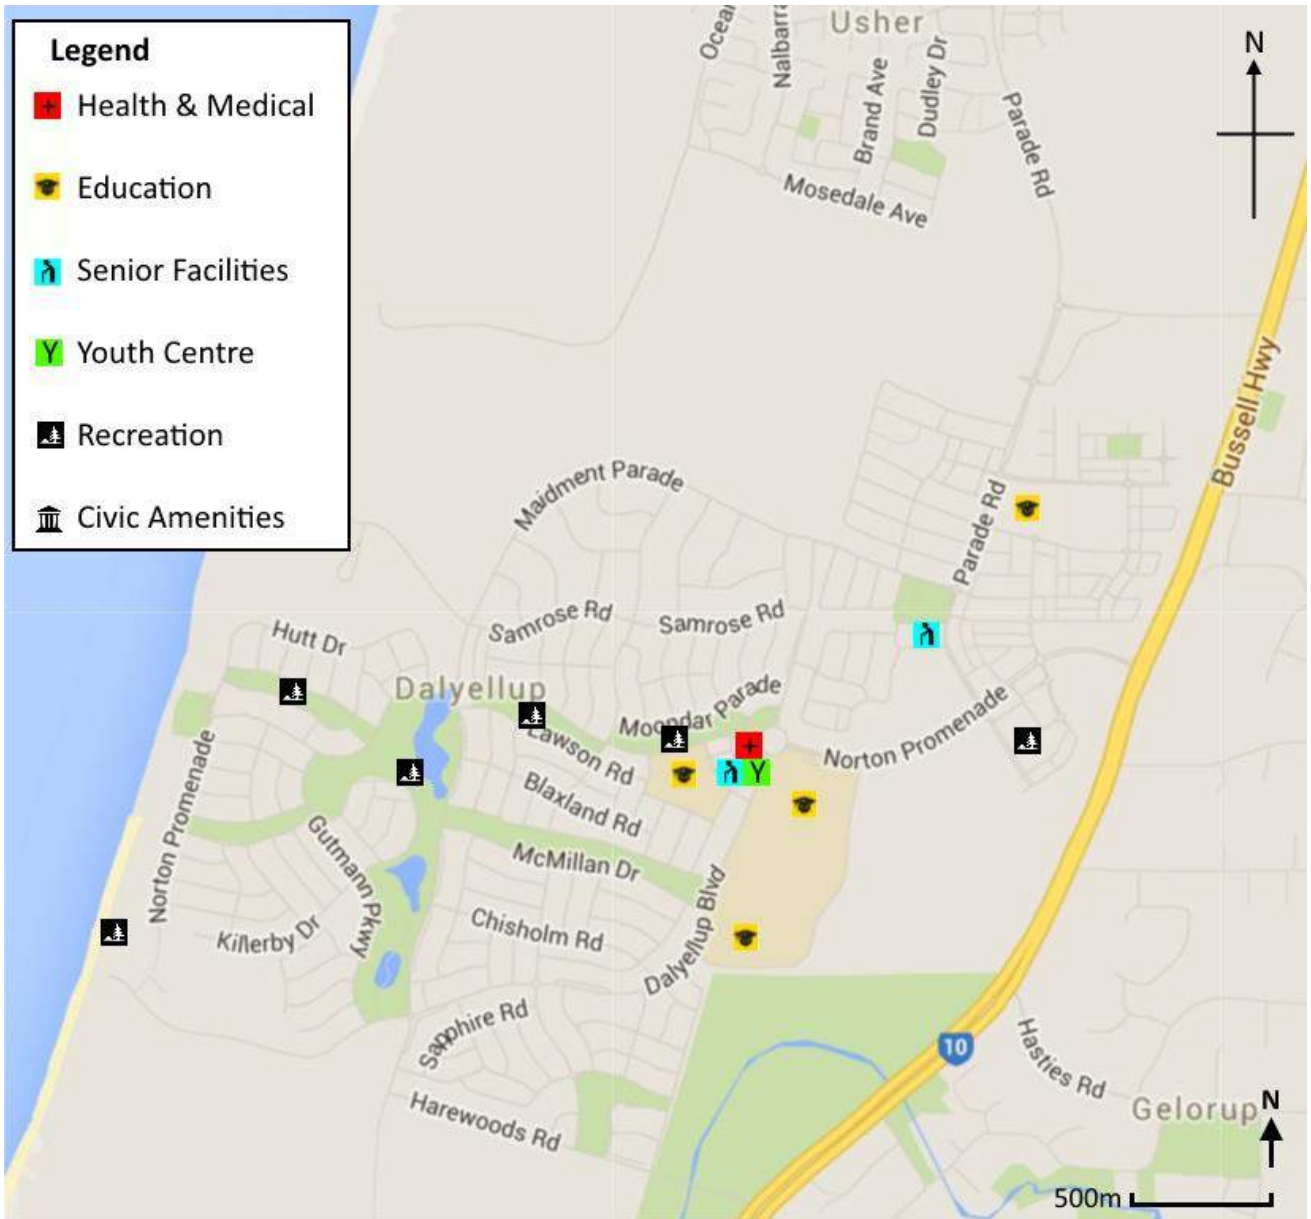 Legend
Health & Medical
Education
Senior Facilities
Y Youth Centre
Recreation
Civic Amenities
Usher
Ocea
Nalbarra
Brand Ave
Dudley Dr
Parade Rd
Mosedale Ave
N
Bussell Hwy
Maidment Parade
Parade Rd
Samrose Rd
Samrose Rd
Hutt Dr
Dalyellup
Moondar Parade
Norton Promenade
Lawson Rd
Y
Norton Promenade
Blaxland Rd
Gutmann Pkwy
McMillan Dr
Dalyellup Blvd
Killerby Dr
Chisholm Rd
Sapphire Rd
10
Hasties Rd
Harewoods Rd
Gelorup
N
500m